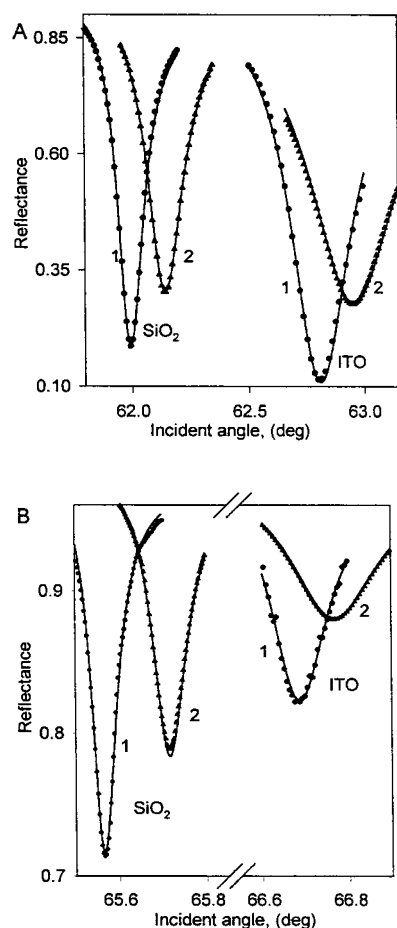 A
0.85
0.60
0.35
0.10
Reflectance
1
2
SiO₂
1
2
ITO
62.0 62.5 63.0
Incident angle, (deg)
B
0.9
0.8
0.7
Reflectance
1
2
SiO₂
1
2
ITO
65.6 65.8 66.6 66.8
Incident angle, (deg)